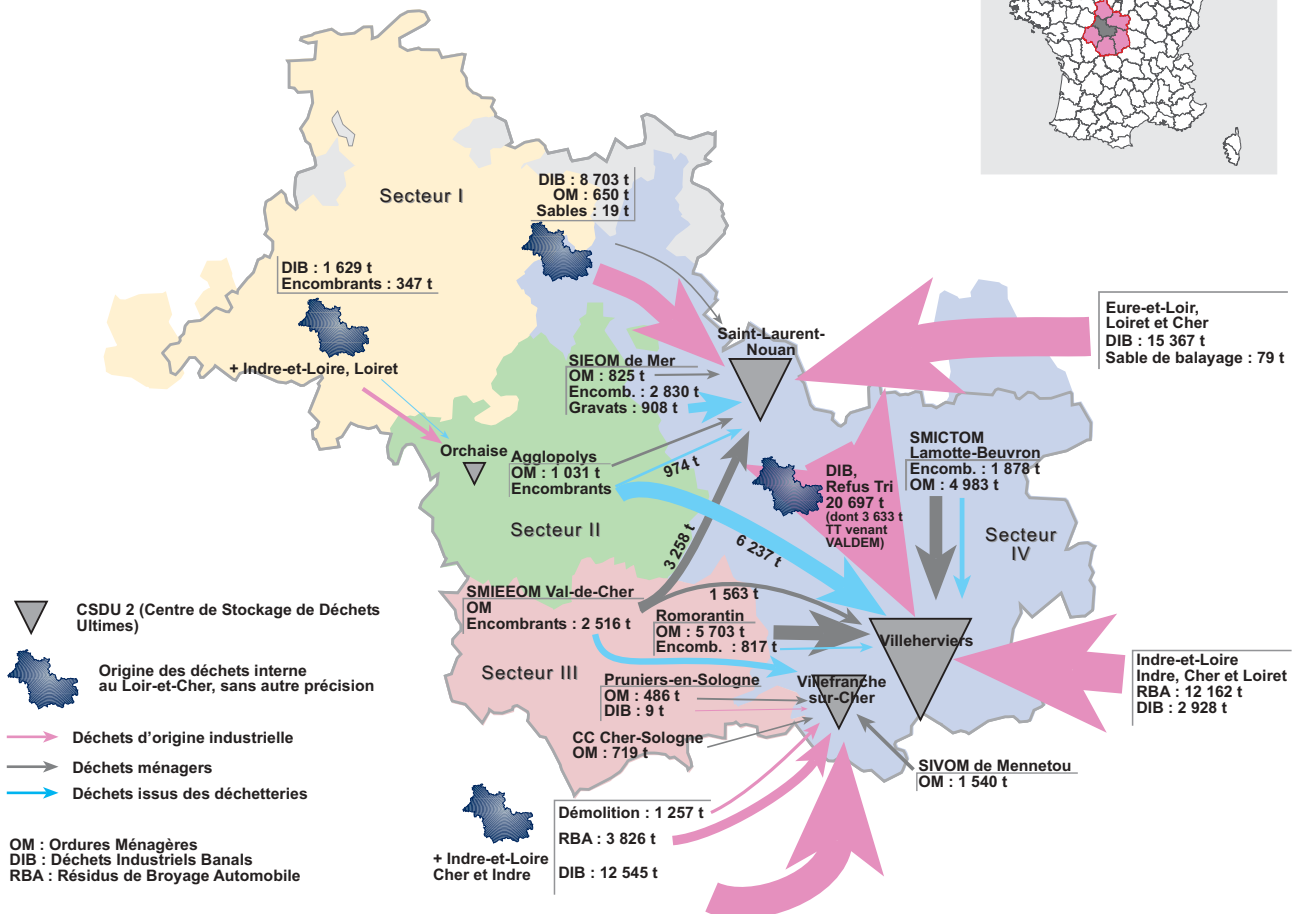 Secteur I
DIB : 8 703 t
OM : 650 t
Sables : 19 t
DIB : 1 629 t
Encombrants : 347 t
+ Indre-et-Loire, Loiret
Orchaise
Saint-Laurent-
Nouan
Eure-et-Loir,
Loiret et Cher
DIB : 15 367 t
Sable de balayage : 79 t
SIEOM de Mer
OM : 825 t
Encomb. : 2 830 t
Gravats : 908 t
Agglopolys
OM : 1 031 t
Encombrants
974 t
6 237 t
3 258 t
Secteur II
DIB,
Refus Tri
20 697 t
(dont 3 633 t
TT venant
VALDEM)
SMICTOM
Lamotte-Beuvron
Encomb. : 1 878 t
OM : 4 983 t
Secteur
IV
SMIEEOM Val-de-Cher
OM
Encombrants : 2 516 t
1 563 t
Romorantin
OM : 5 703 t
Encomb. : 817 t
Villeherviers
Secteur III
Pruniers-en-Sologne
OM : 486 t
DIB : 9 t
Villefranche
sur-Cher
CC Cher-Sologne
OM : 719 t
Indre-et-Loire
Indre, Cher et Loiret
RBA : 12 162 t
DIB : 2 928 t
SIVOM de Mennetou
OM : 1 540 t
+ Indre-et-Loire
Cher et Indre
Démolition : 1 257 t
RBA : 3 826 t
DIB : 12 545 t
CSDU 2 (Centre de Stockage de Déchets
Ultimes)
Origine des déchets interne
au Loir-et-Cher, sans autre précision
Déchets d'origine industrielle
Déchets ménagers
Déchets issus des déchetteries
OM : Ordures Ménagères
DIB : Déchets Industriels Banals
RBA : Résidus de Broyage Automobile